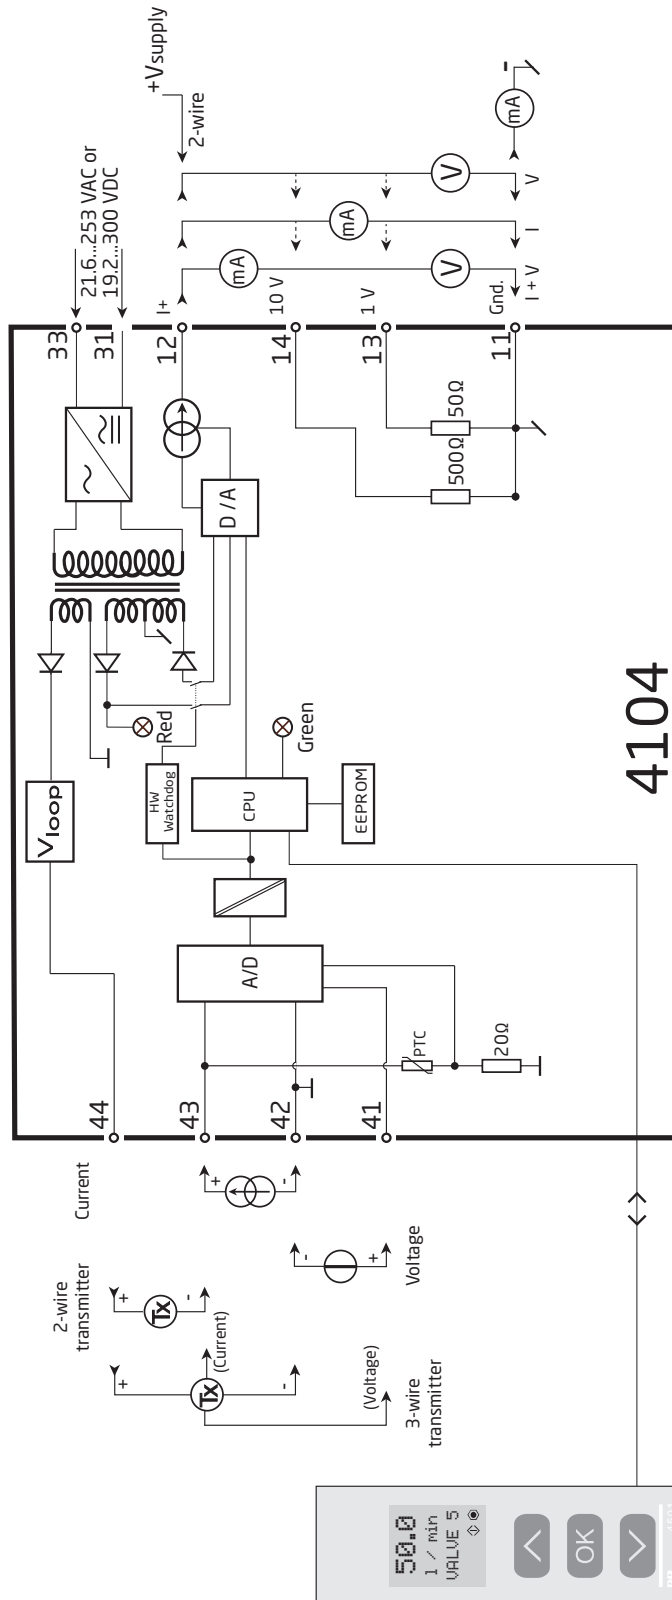 Current
2-wire
transmitter
+
Tx
-
+
Tx
(Current)
-
(Voltage)
3-wire
transmitter
+
-
-
+
Voltage
44
43
42
41
Vloop
A/D
PTC
20Ω
HW
Watchdog
CPU
EEPROM
Red
Green
D/A
500Ω
50Ω
33
31
12
14
13
11
21.6...253 VAC or
19.2...300 VDC
I+
10 V
1 V
Gnd.
mA
V
I + V
mA
I
V
V
+Vsupply
2-wire
mA
-
4104
50.0
l / min
VALVE 5
OK